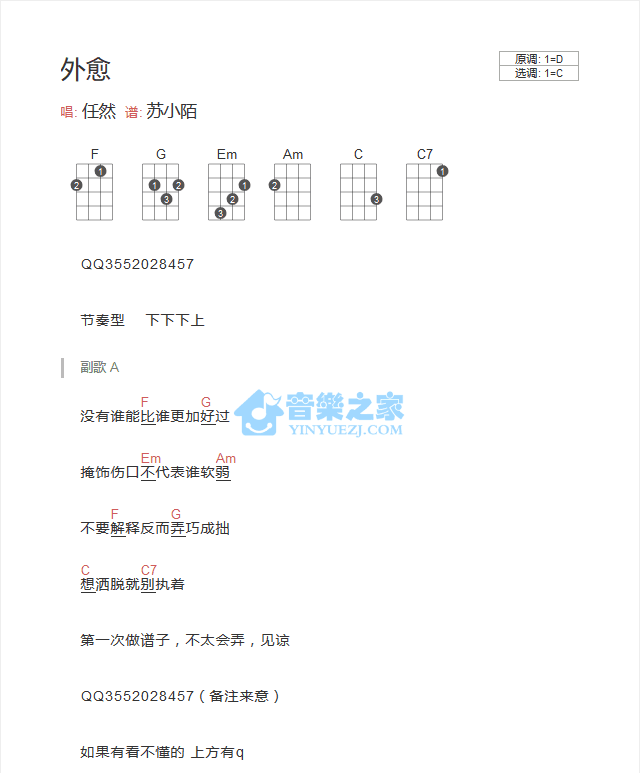 外愈
原调: 1=D
选调: 1=C
唱: 任然 谱: 苏小陌
F G Em Am C C7
1 2 1 2 3 1 2 3 2 3 1
QQ3552028457
节奏型 下下下上
副歌 A
F G
没有谁能比谁更加好过
音樂之家
YINYUEZJ.COM
Em Am
掩饰伤口不代表谁软弱
F G
不要解释反而弄巧成拙
C C7
想洒脱就别执着
第一次做谱子，不太会弄，见谅
QQ3552028457（备注来意）
如果有看不懂的 上方有q